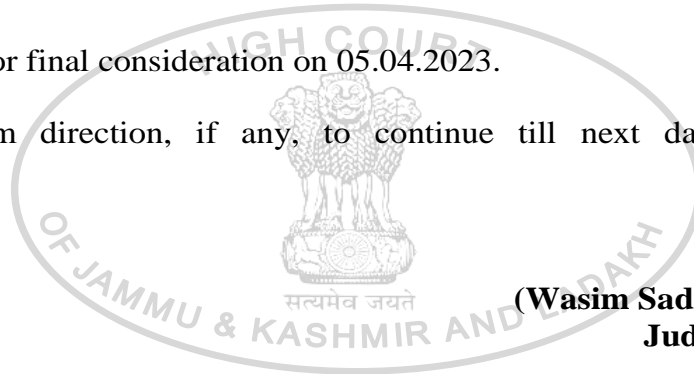 HIGH COURT
or final consideration on 05.04.2023.
m direction, if any, to continue till next da
OF JAMMU & KASHMIR AND LADAKH
सत्यमेव जयते
(Wasim Sad
Jud